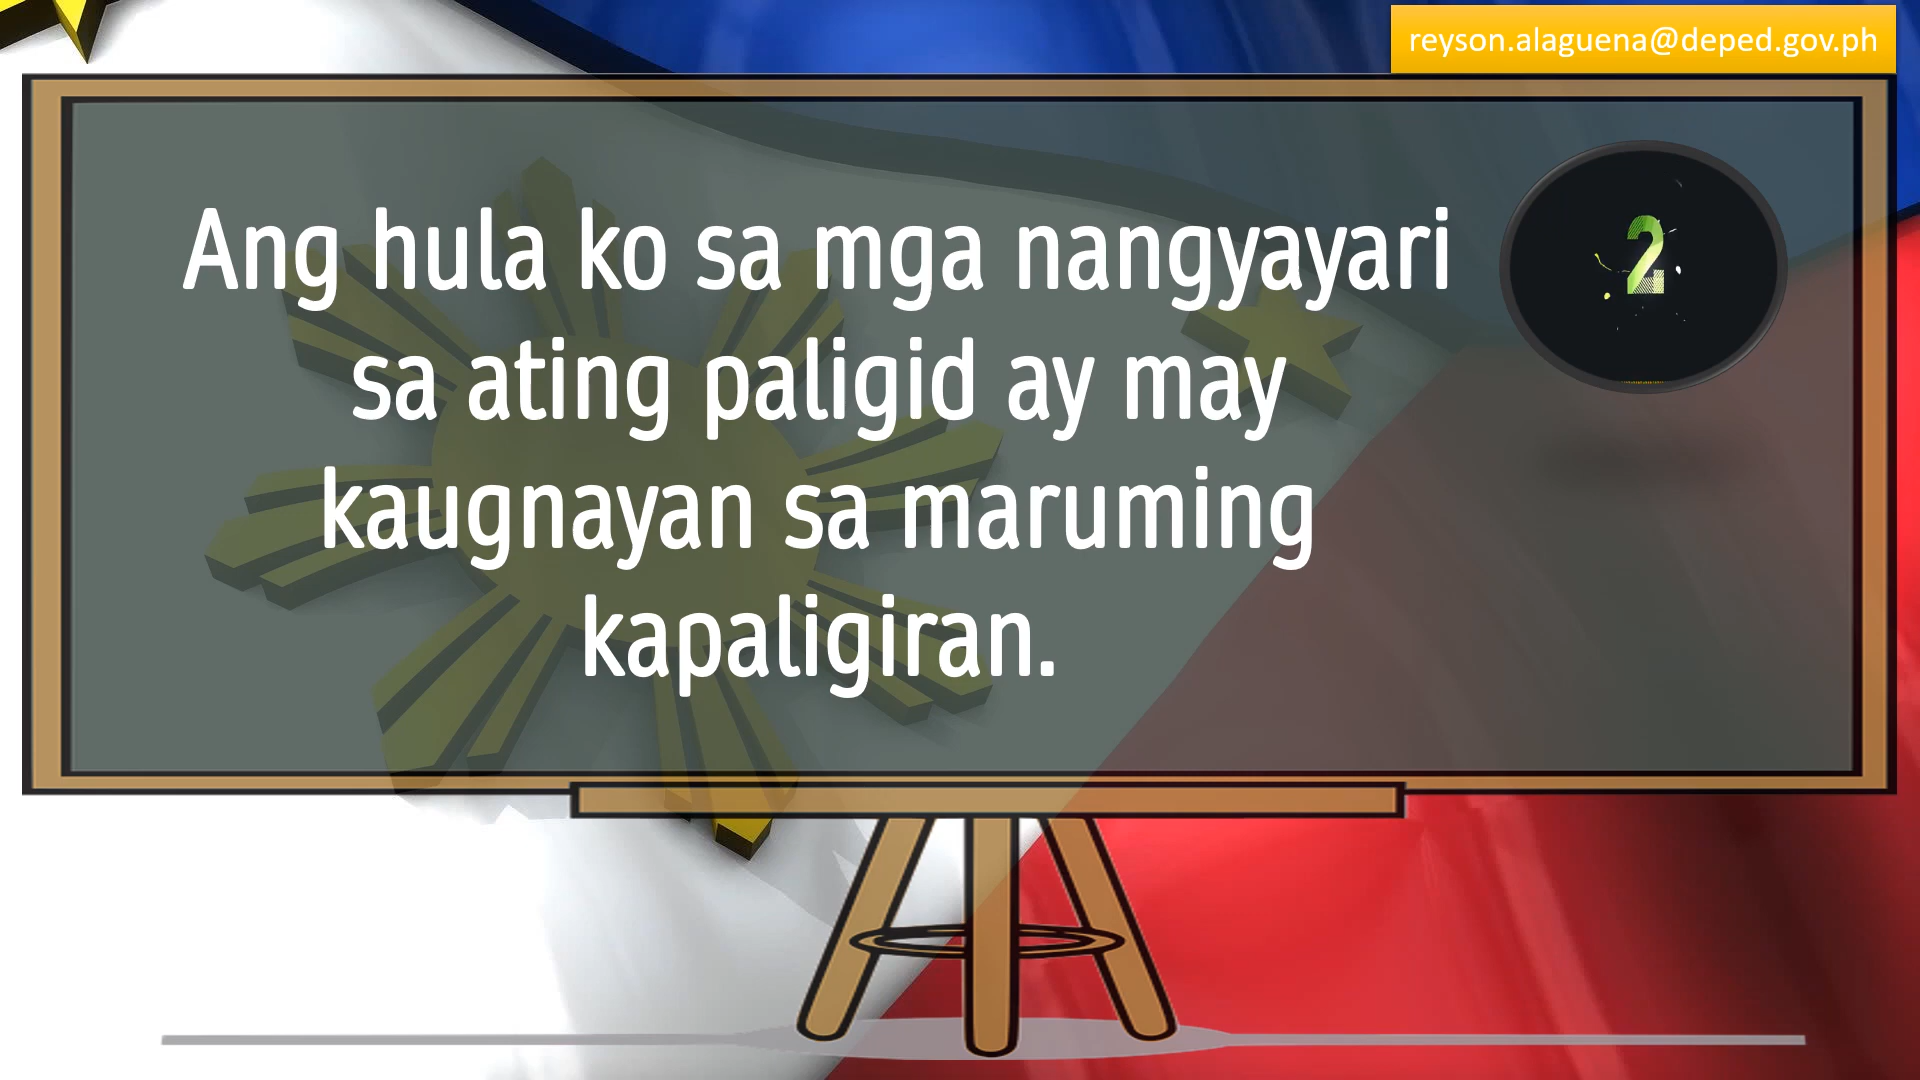 reyson.alaguena@deped.gov.ph
Ang hula ko sa mga nangyayari
sa ating paligid ay may
kaugnayan sa maruming
kapaligiran.
2